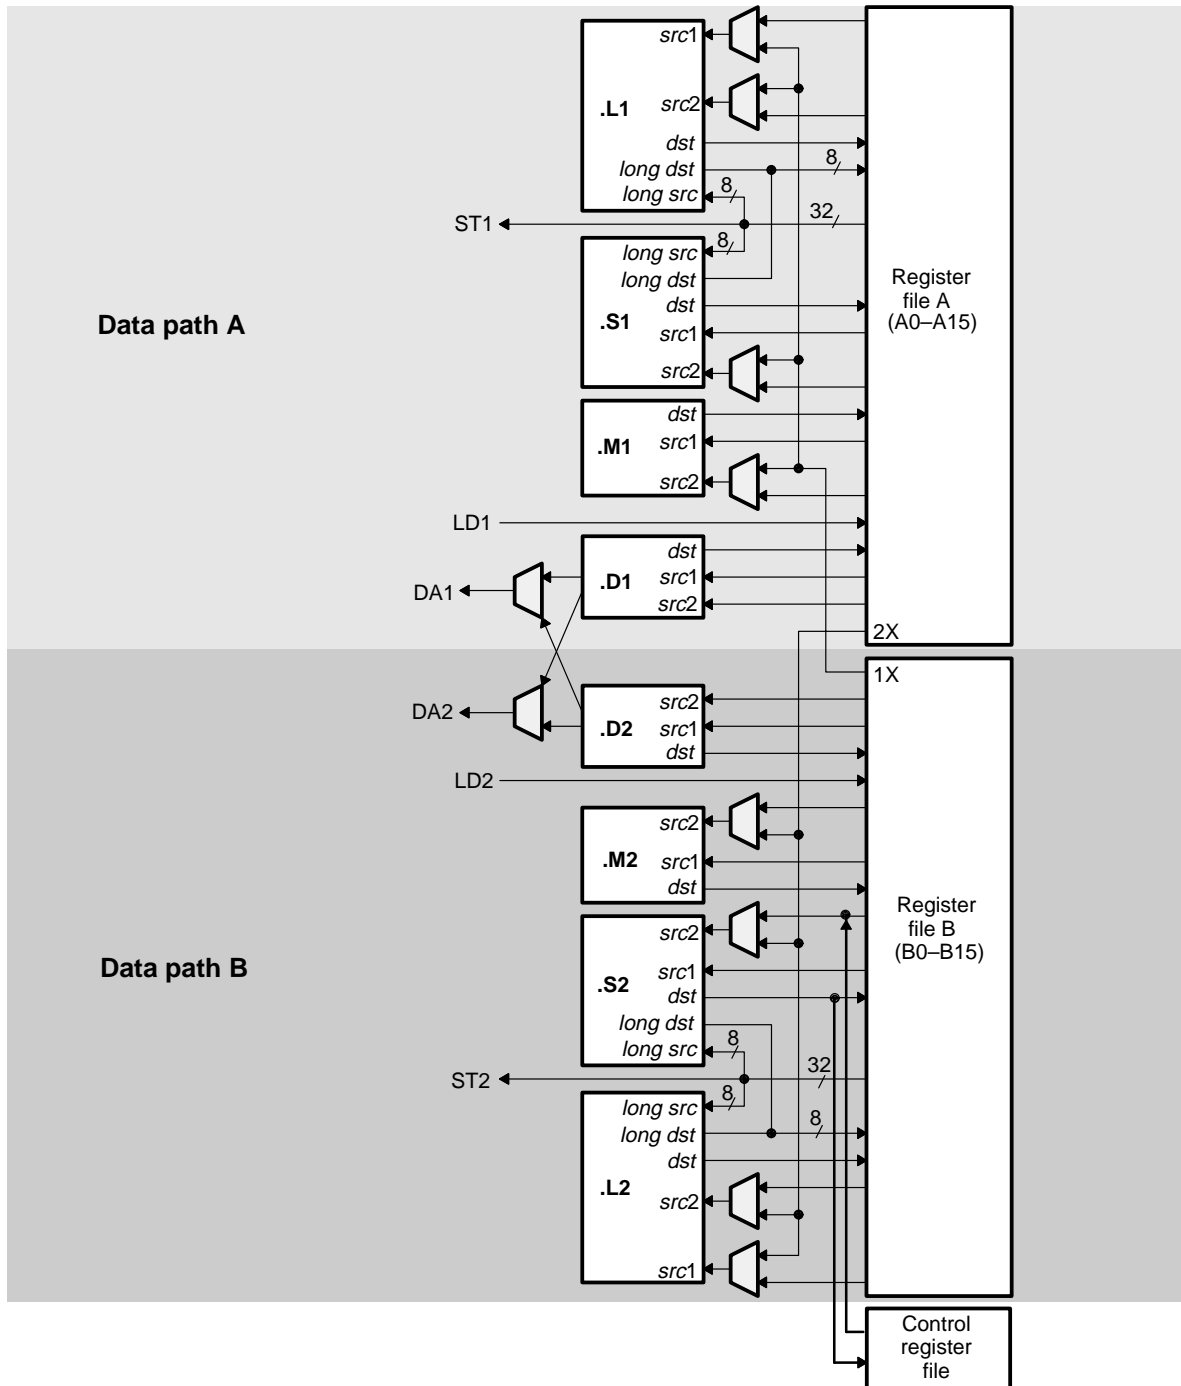 src1
.L1
src2
dst
long dst
8
long src
8
ST1
32
long src
8
long dst
dst
.S1
src1
src2
Register
file A
(A0–A15)
Data path A
dst
.M1
src1
src2
LD1
dst
.D1
src1
src2
DA1
2X
1X
DA2
src2
.D2
src1
dst
LD2
src2
.M2
src1
dst
Register
file B
(B0–B15)
src2
Data path B
.S2
src1
dst
long dst
long src
8
ST2
32
long src
8
long dst
8
dst
.L2
src2
src1
Control
register
file